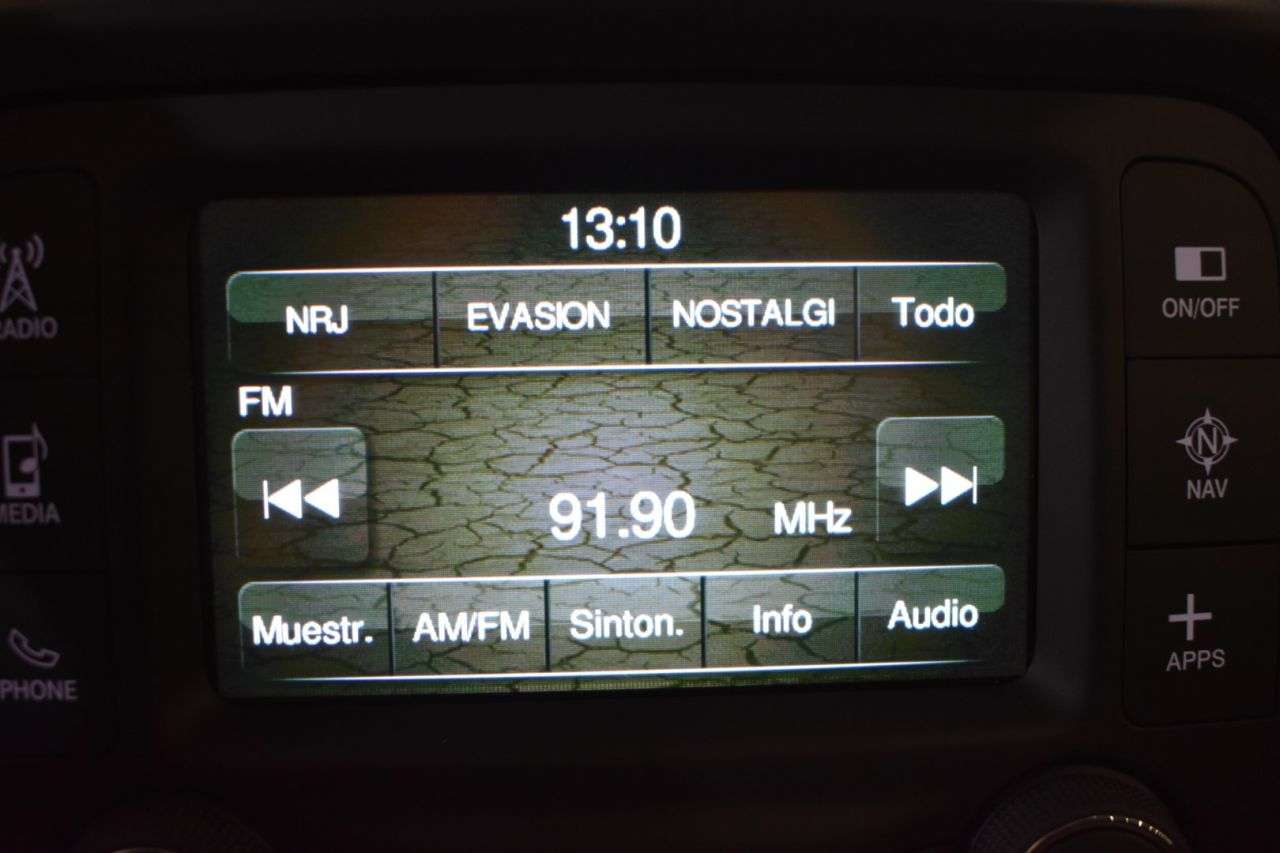 13:10
NRJ EVASION NOSTALGI Todo
FM
91.90 MHz
Muestr. AM/FM Sinton. Info Audio
RADIO
MEDIA
PHONE
ON/OFF
N
NAV
APPS